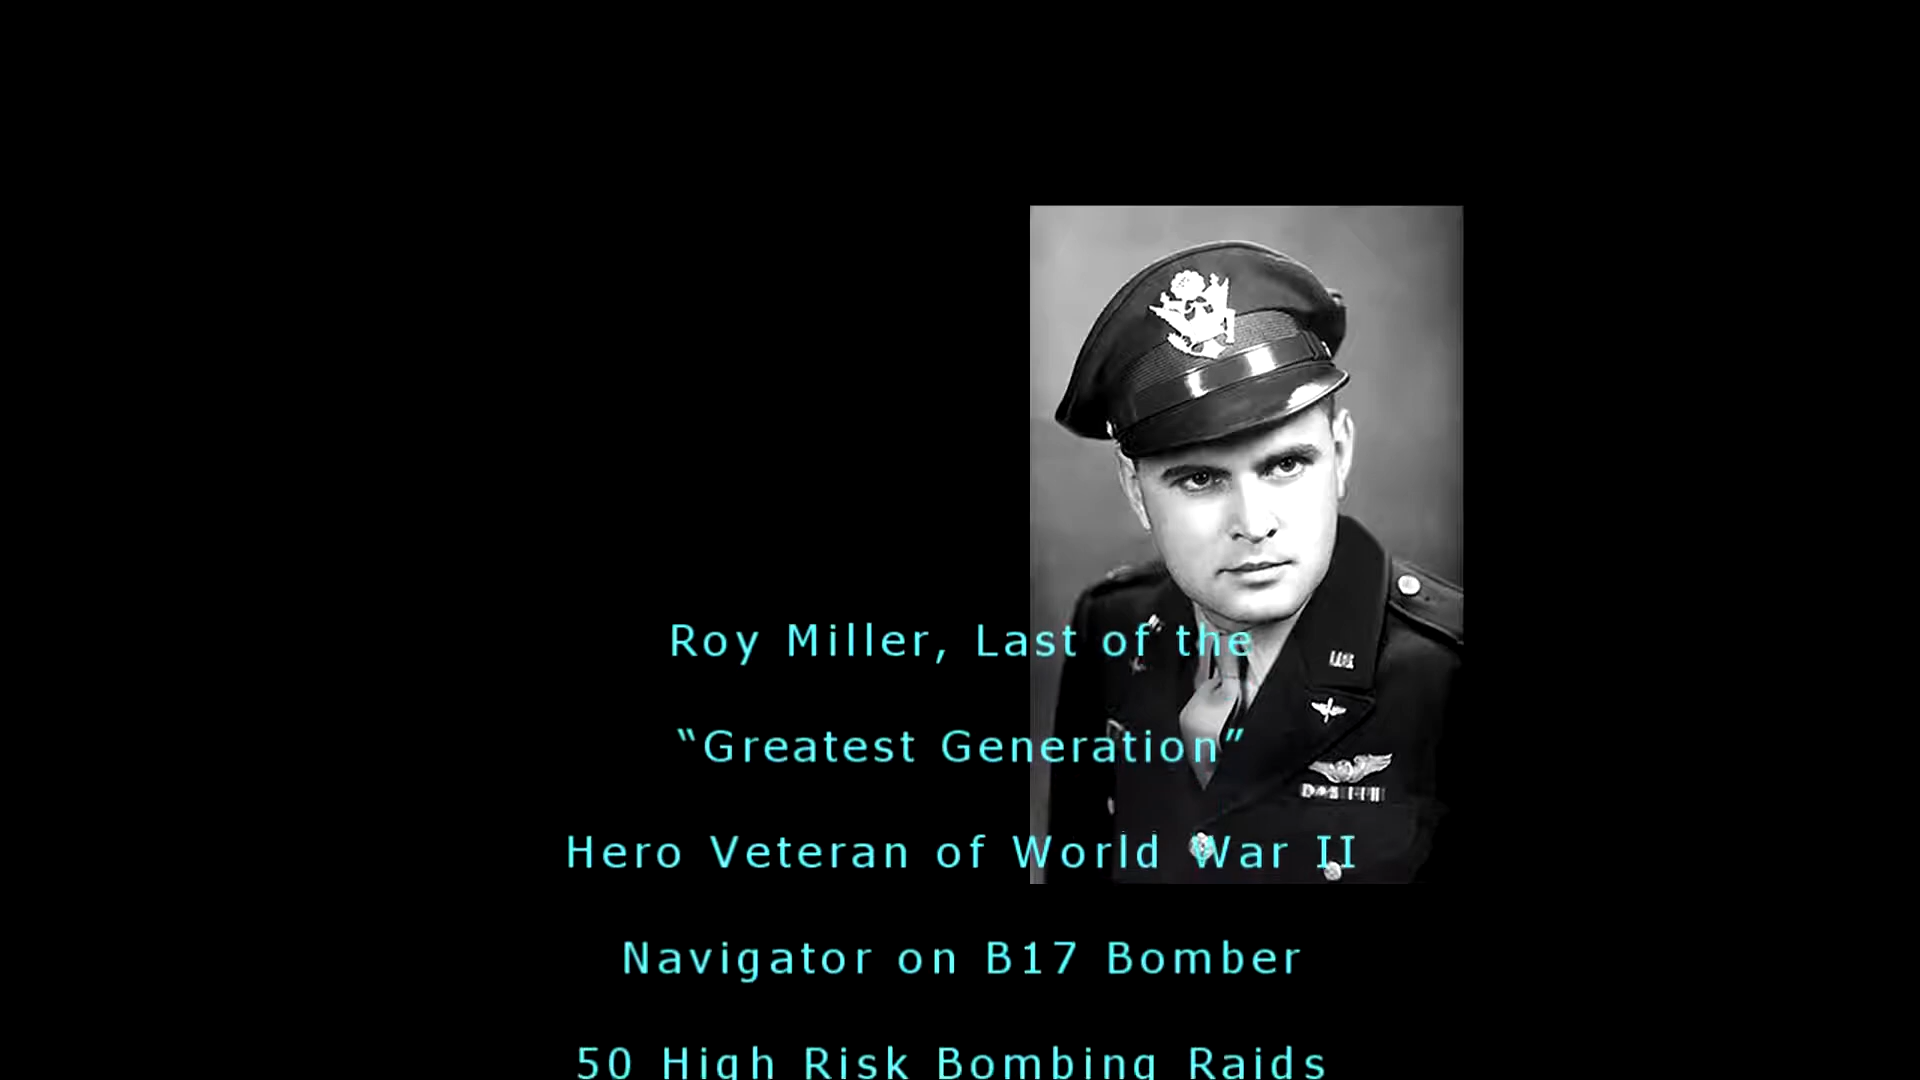 Roy Miller, Last of the
“Greatest Generation”
Hero Veteran of World War II
Navigator on B17 Bomber
50 High Risk Bombing Raids